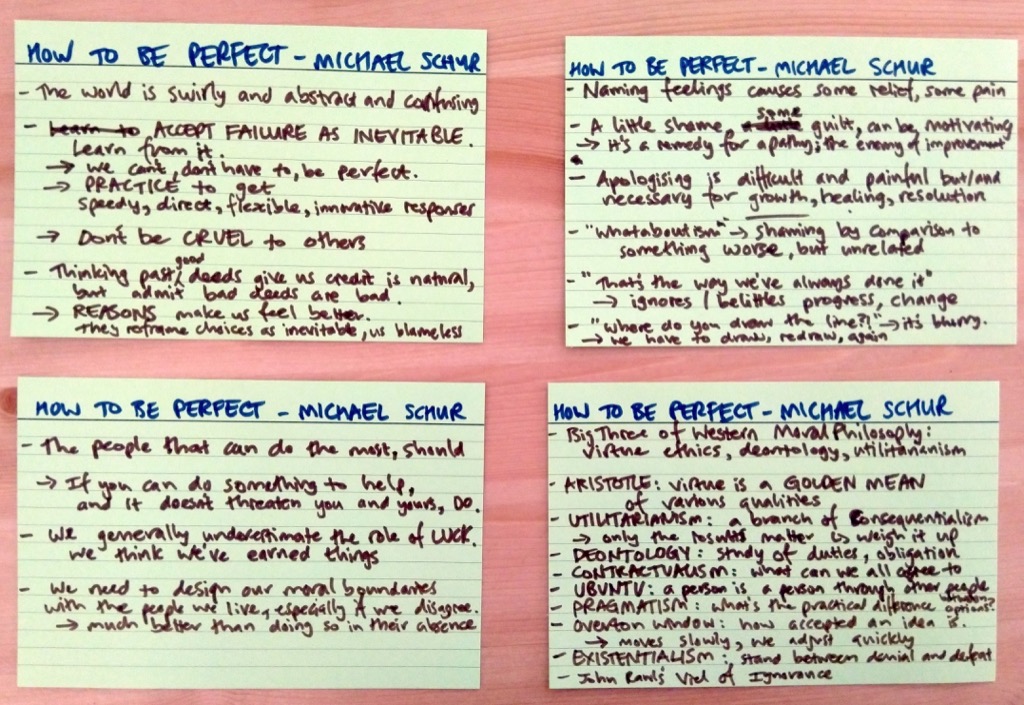 HOW TO BE PERFECT - MICHAEL SCHUR
- The world is swirly and abstract and confusing
- Learn to ACCEPT FAILURE AS INEVITABLE.
Learn from it.
→ we can't, don't have to, be perfect.
→ PRACTICE to get
speedy, direct, flexible, innovative responses
→ Don't be CRUEL to others
- Thinking past good deeds give us credit is natural,
but admit bad deeds are bad.
→ REASONS make us feel better.
they reframe choices as inevitable, us blameless
HOW TO BE PERFECT - MICHAEL SCHUR
- Naming feelings causes some relief, some pain
- A little shame, some guilt, can be motivating
→ It's a remedy for apathy; the enemy of improvement
- Apologising is difficult and painful but/and
necessary for growth, healing, resolution
- "Whataboutism" → shaming by comparison to
something worse, but unrelated
- "That's the way we've always done it"
→ ignores / belittles progress, change
- "Where do you draw the line?!" → it's blurry.
→ we have to draw, redraw, again
HOW TO BE PERFECT - MICHAEL SCHUR
- The people that can do the most, should
→ If you can do something to help,
and it doesn't threaten you and yours, DO.
- We generally underestimate the role of LUCK.
we think we've earned things
- We need to design our moral boundaries
with the people we live, especially if we disagree.
→ much better than doing so in their absence
HOW TO BE PERFECT - MICHAEL SCHUR
- Big Three of Western Moral Philosophy:
virtue ethics, deontology, utilitarianism
- ARISTOTLE: virtue is a GOLDEN MEAN
of various qualities
- UTILITARIANISM: a branch of Consequentialism
→ only the results matter ↳ weigh it up
- DEONTOLOGY: study of duties, obligation
- CONTRACTUALISM: what can we all agree to
- UBUNTU: a person is a person through other people
- PRAGMATISM: what's the practical difference between options?
- Overton window: how accepted an idea is.
→ moves slowly, we adjust quickly
- EXISTENTIALISM: stand between denial and defeat
- John Rawls' Viel of Ignorance